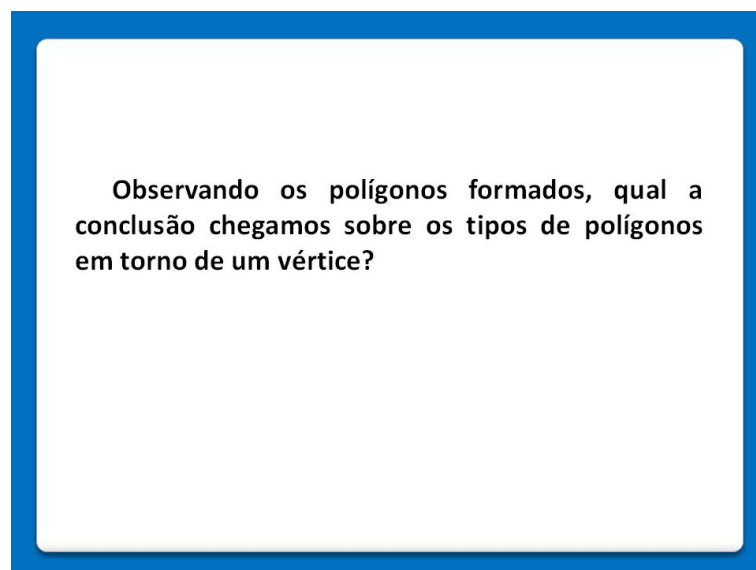 Observando os polígonos formados, qual a
conclusão chegamos sobre os tipos de polígonos
em torno de um vértice?